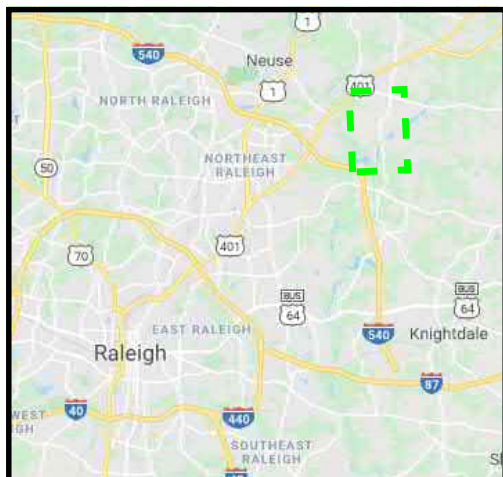 1
540
Neuse
401
1
NORTH RALEIGH
NORTHEAST
RALEIGH
50
401
70
BUS
64
BUS
64
EAST RALEIGH
540
Knightdale
Raleigh
87
40
440
SOUTHEAST
RALEIGH